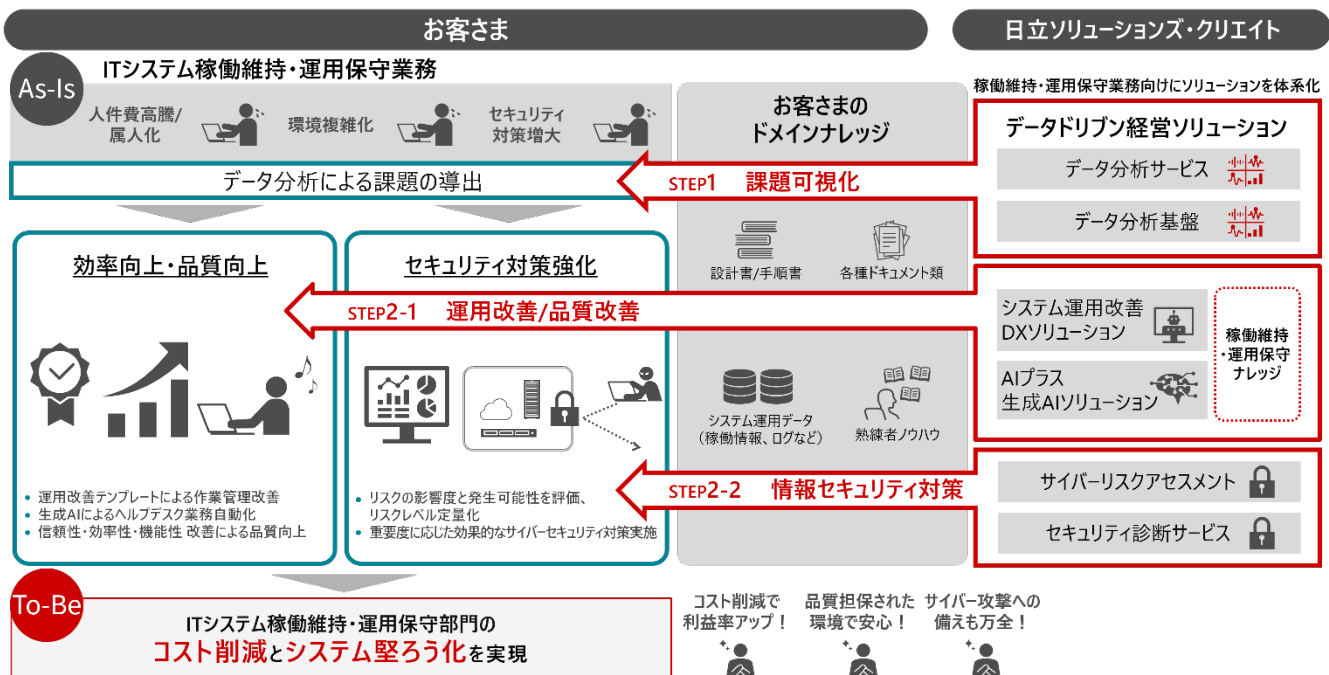 お客さま
日立ソリューションズ・クリエイト
As-Is
ITシステム稼働維持・運用保守業務
人件費高騰/
属人化
環境複雑化
セキュリティ
対策増大
データ分析による課題の導出
お客さまの
ドメインナレッジ
稼働維持・運用保守業務向けにソリューションを体系化
データドリブン経営ソリューション
データ分析サービス
データ分析基盤
STEP1 課題可視化
設計書/手順書
各種ドキュメント類
効率向上・品質向上
セキュリティ対策強化
STEP2-1 運用改善/品質改善
システム運用改善
DXソリューション
AIプラス
生成AIソリューション
稼働維持
・運用保守
ナレッジ
システム運用データ
(稼働情報、ログなど)
熟練者ノウハウ
• 運用改善テンプレートによる作業管理改善
• 生成AIによるヘルプデスク業務自動化
• 信頼性・効率性・機能性 改善による品質向上
• リスクの影響度と発生可能性を評価、
リスクレベル定量化
• 重要度に応じた効果的なサイバーセキュリティ対策実施
STEP2-2 情報セキュリティ対策
サイバーリスクアセスメント
セキュリティ診断サービス
To-Be
ITシステム稼働維持・運用保守部門の
コスト削減とシステム堅ろう化を実現
コスト削減で
利益率アップ！
品質担保された
環境で安心！
サイバー攻撃への
備えも万全！